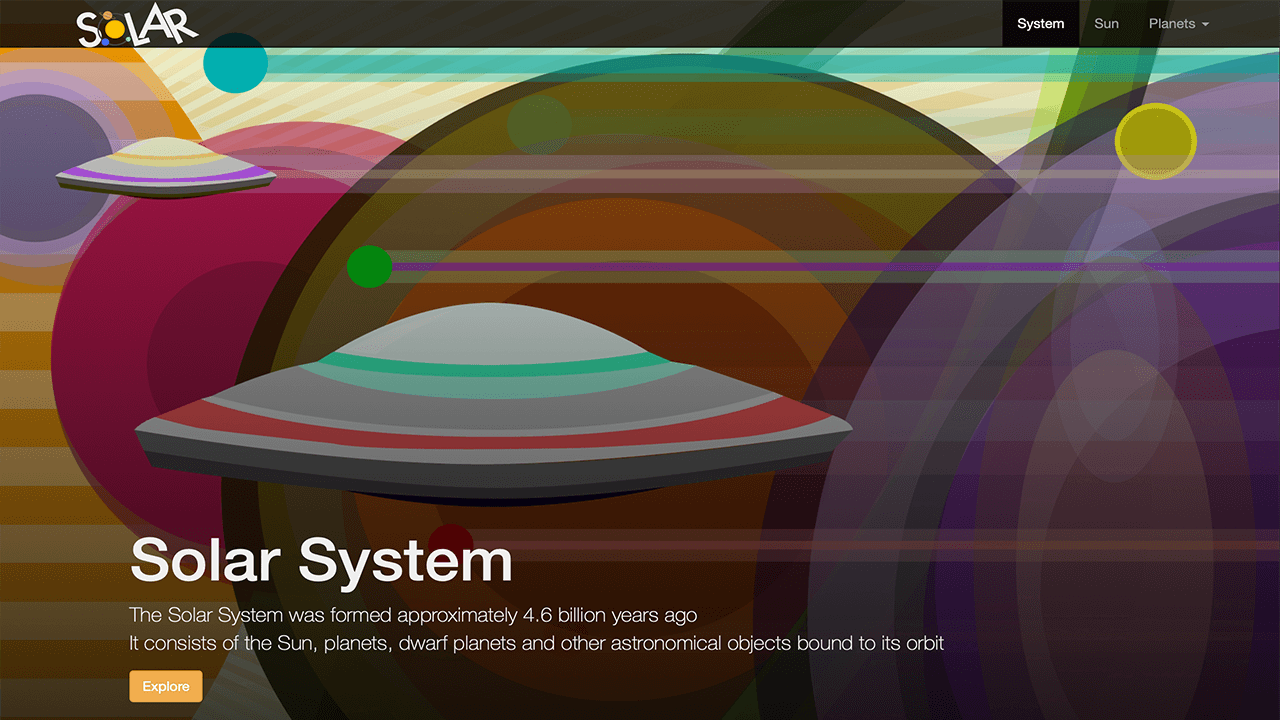 SOLAR
System Sun Planets
Solar System
The Solar System was formed approximately 4.6 billion years ago
It consists of the Sun, planets, dwarf planets and other astronomical objects bound to its orbit
Explore